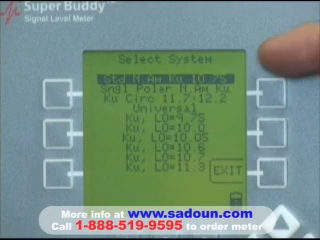 Super Buddy™
Signal Level Meter
Select System
Std N.Am Ku 10.75
Sngl Polar N.Am Ku
Ku Circ 11.7:12.2
Universal
Ku, LO=9.75
Ku, LO=10.0
Ku, LO=10.05
Ku, LO=10.6
Ku, LO=10.7
Ku, LO=11.3
EXIT
More info at www.sadoun.com
Call 1-888-519-9595 to order meter